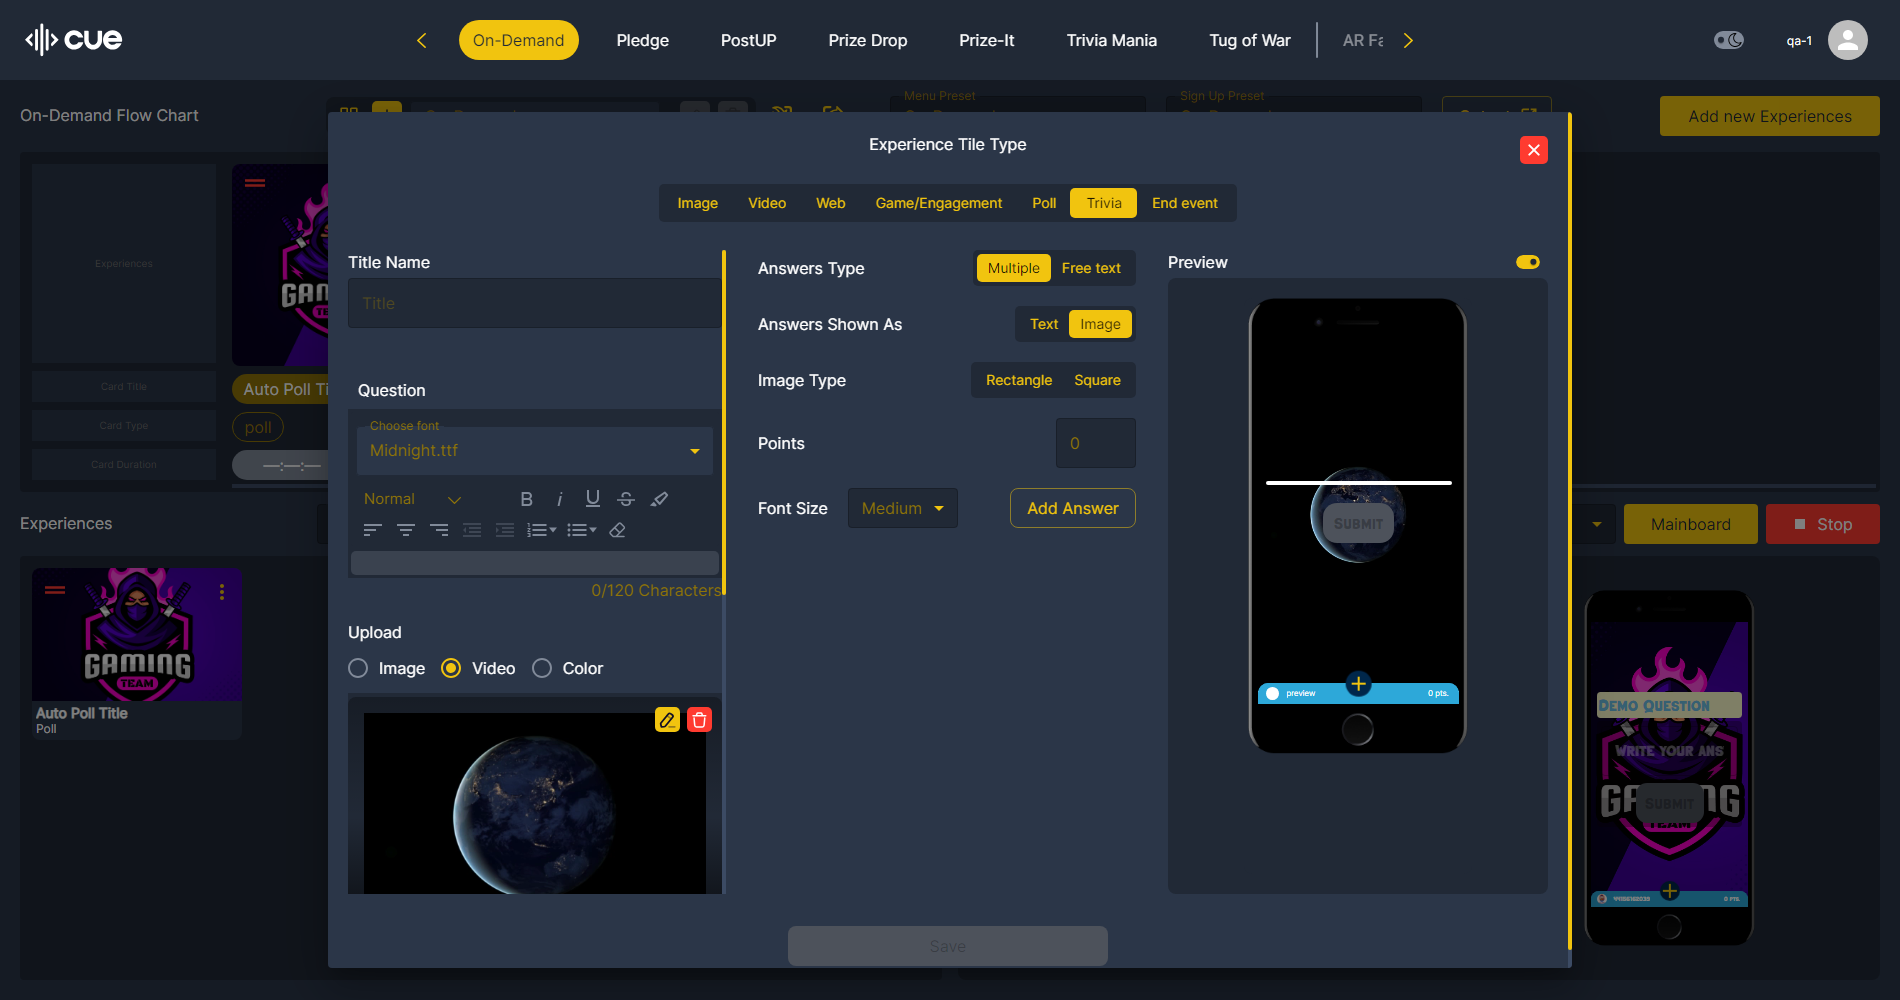 cue
On-Demand
Pledge
PostUP
Prize Drop
Prize-It
Trivia Mania
Tug of War
AR Fa
qa-1
On-Demand Flow Chart
Menu Preset
Sign Up Preset
Add new Experiences
Experiences
Card Title
Card Type
Card Duration
Auto Poll Ti
poll
—:—:—
Experience Tile Type
Image
Video
Web
Game/Engagement
Poll
Trivia
End event
Title Name
Title
Question
Choose font
Midnight.ttf
Normal
0/120 Characters
Upload
Image
Video
Color
Answers Type
Multiple
Free text
Answers Shown As
Text
Image
Image Type
Rectangle
Square
Points
0
Font Size
Medium
Add Answer
Preview
Submit
preview
0 pts.
Save
Experiences
GAMING
TEAM
Auto Poll Title
Poll
Mainboard
Stop
Demo Question
Write your ans
Submit
TEAM
0 pts.